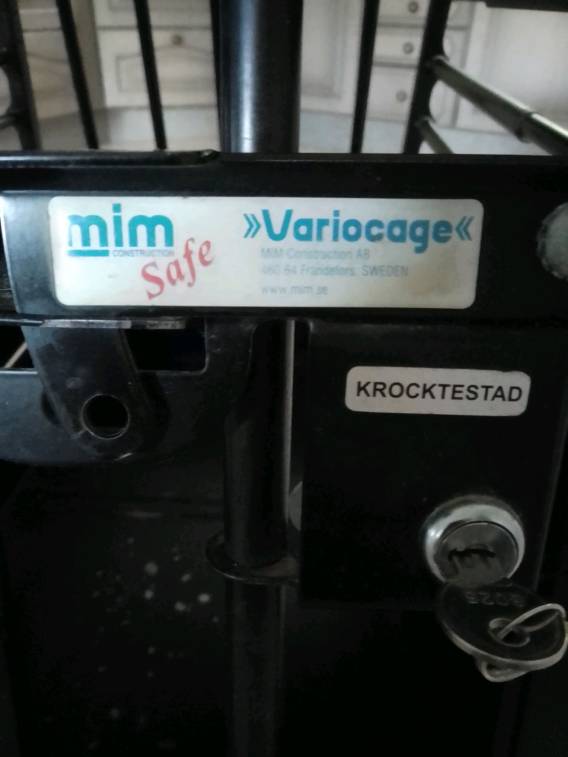 mim
CONSTRUCTION
Safe
»Variocage«
MiM Construction AB
460 64 Frändefors, SWEDEN
www.mim.se
KROCKTESTAD